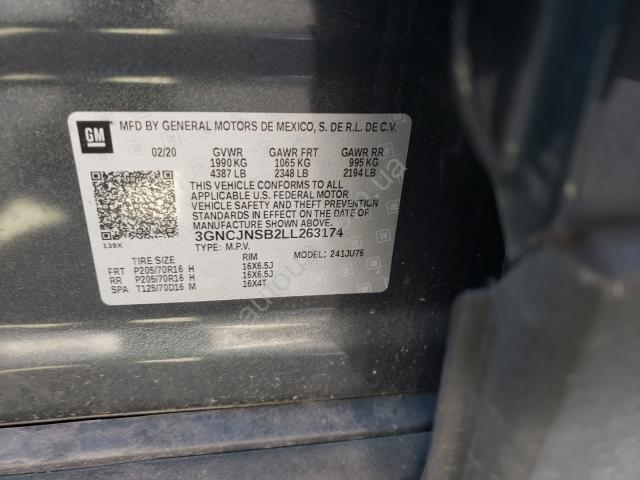 GM
MFD BY GENERAL MOTORS DE MEXICO, S. DE R.L. DE C.V.
02/20 GVWR GAWR FRT GAWR RR
1990 KG 1065 KG 995 KG
4387 LB 2348 LB 2194 LB
THIS VEHICLE CONFORMS TO ALL
APPLICABLE U.S. FEDERAL MOTOR
VEHICLE SAFETY AND THEFT PREVENTION
STANDARDS IN EFFECT ON THE DATE OF
MANUFACTURE SHOWN ABOVE.
3GNCJNSB2LL263174
139X TYPE: M.P.V. MODEL: 241JU76
TIRE SIZE RIM
FRT P205/70R16 H 16X6.5J
RR P205/70R16 H 16X6.5J
SPA T125/70D16 M 16X4T